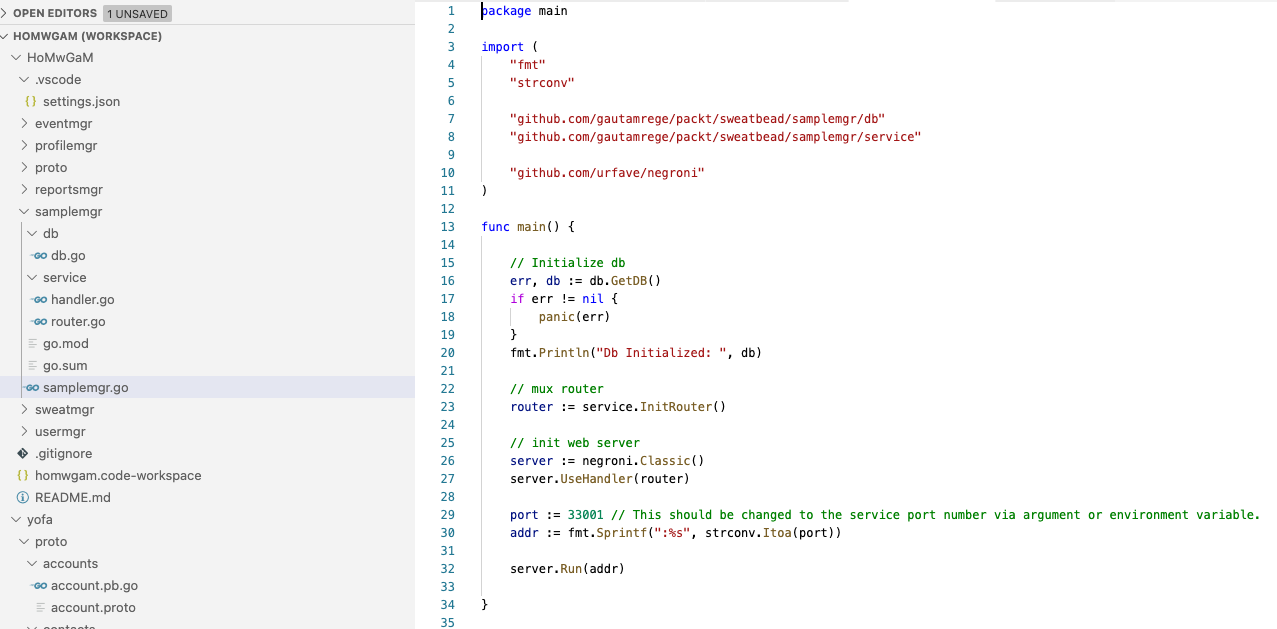 OPEN EDITORS 1 UNSAVED
HOMWGAM (WORKSPACE)
HoMwGaM
.vscode
{} settings.json
eventmgr
profilemgr
proto
reportsmgr
samplemgr
db
GO db.go
service
GO handler.go
GO router.go
go.mod
go.sum
GO samplemgr.go
sweatmgr
usermgr
.gitignore
{} homwgam.code-workspace
README.md
yofa
proto
accounts
GO account.pb.go
account.proto
contacts
1 package main
2
3 import (
4 "fmt"
5 "strconv"
6
7 "github.com/gautamrege/packt/sweatbead/samplemgr/db"
8 "github.com/gautamrege/packt/sweatbead/samplemgr/service"
9
10 "github.com/urfave/negroni"
11 )
12
13 func main() {
14
15 // Initialize db
16 err, db := db.GetDB()
17 if err != nil {
18 panic(err)
19 }
20 fmt.Println("Db Initialized: ", db)
21
22 // mux router
23 router := service.InitRouter()
24
25 // init web server
26 server := negroni.Classic()
27 server.UseHandler(router)
28
29 port := 33001 // This should be changed to the service port number via argument or environment variable.
30 addr := fmt.Sprintf(":%s", strconv.Itoa(port))
31
32 server.Run(addr)
33
34 }
35